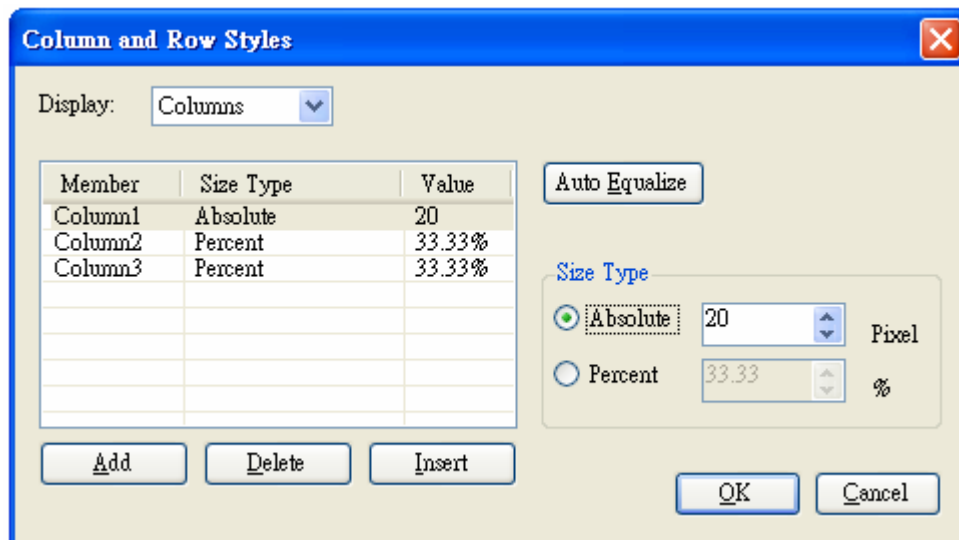 Column and Row Styles
Display: Columns
Member Size Type Value
Column1 Absolute 20
Column2 Percent 33.33%
Column3 Percent 33.33%
Auto Equalize
Size Type
Absolute 20 Pixel
Percent 33.33 %
Add Delete Insert
OK Cancel